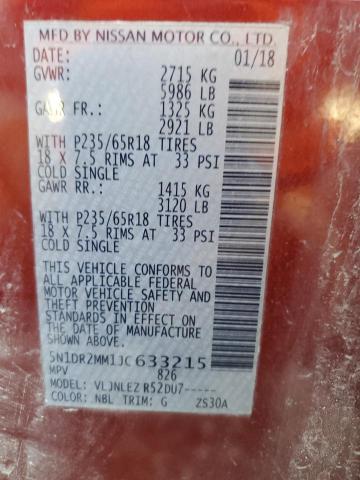 MFD BY NISSAN MOTOR CO., LTD.
DATE: 01/18
GVWR: 2715 KG
5986 LB
GAWR FR.: 1325 KG
2921 LB
WITH P235/65R18 TIRES
18 X 7.5 RIMS AT 33 PSI
COLD SINGLE
GAWR RR.: 1415 KG
3120 LB
WITH P235/65R18 TIRES
18 X 7.5 RIMS AT 33 PSI
COLD SINGLE
THIS VEHICLE CONFORMS TO
ALL APPLICABLE FEDERAL
MOTOR VEHICLE SAFETY AND
THEFT PREVENTION
STANDARDS IN EFFECT ON
THE DATE OF MANUFACTURE
SHOWN ABOVE.
5N1DR2MM1JC633215
MPV 826
MODEL: VLJNLEZ R52DU7-----
COLOR: NBL TRIM: G ZS30A